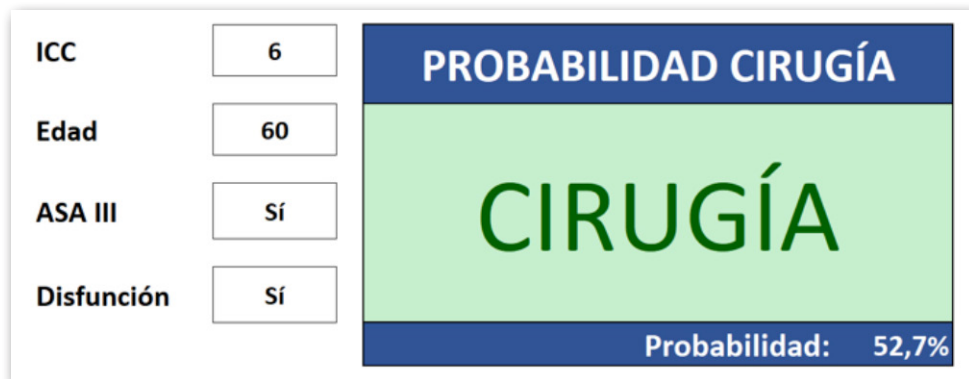 ICC 6
Edad 60
ASA III Sí
Disfunción Sí
PROBABILIDAD CIRUGÍA
CIRUGÍA
Probabilidad: 52,7%